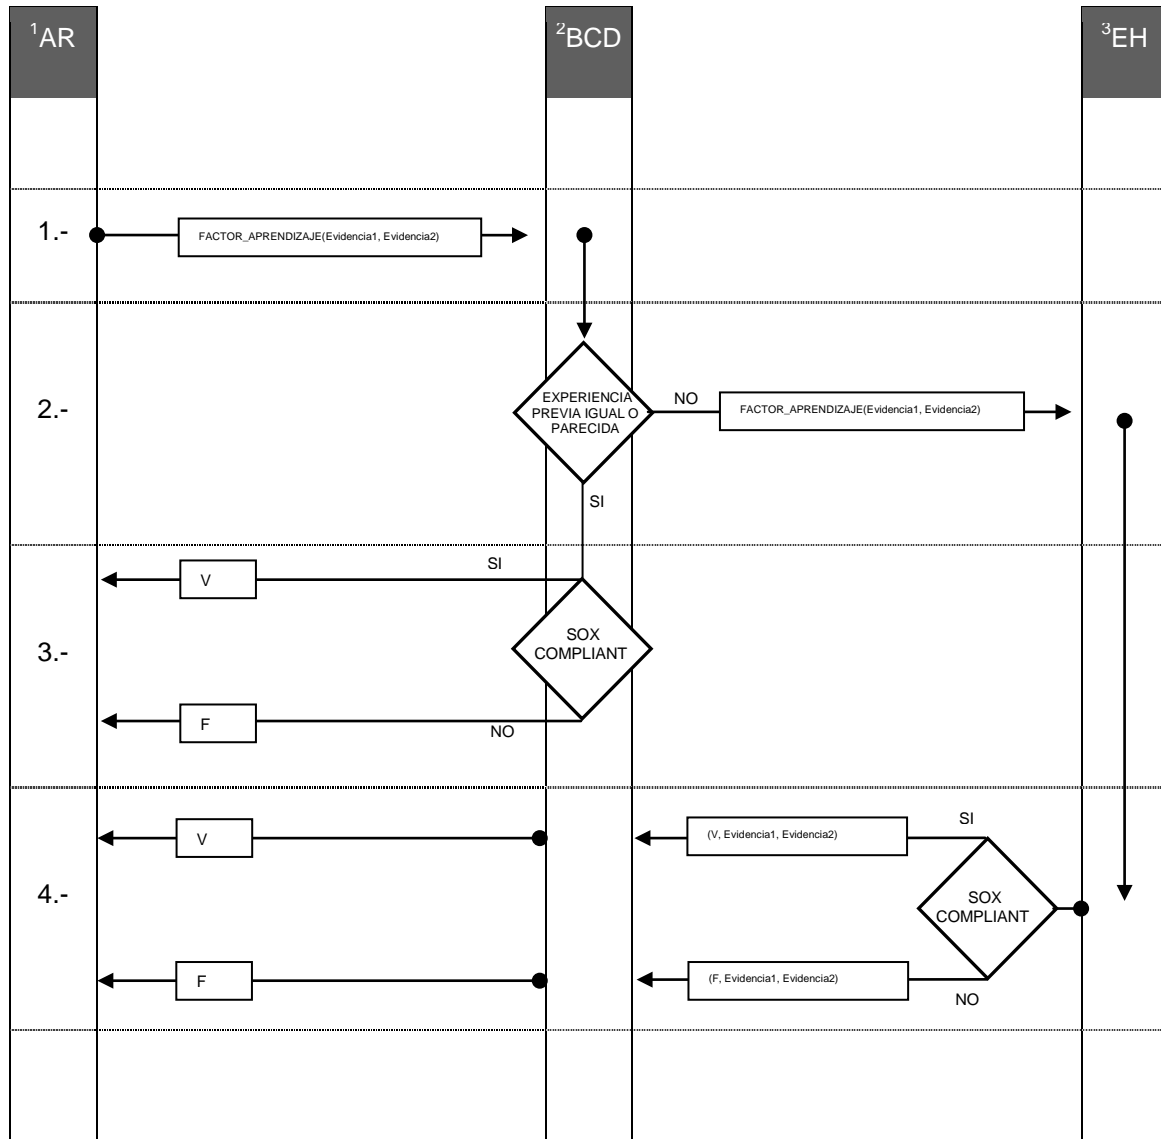 ¹AR
²BCD
³EH
1.-
FACTOR_APRENDIZAJE(Evidencia1, Evidencia2)
2.-
EXPERIENCIA
PREVIA IGUAL O
PARECIDA
NO
FACTOR_APRENDIZAJE(Evidencia1, Evidencia2)
SI
SI
V
3.-
SOX
COMPLIANT
F
NO
V
(V, Evidencia1, Evidencia2)
SI
4.-
SOX
COMPLIANT
F
(F, Evidencia1, Evidencia2)
NO